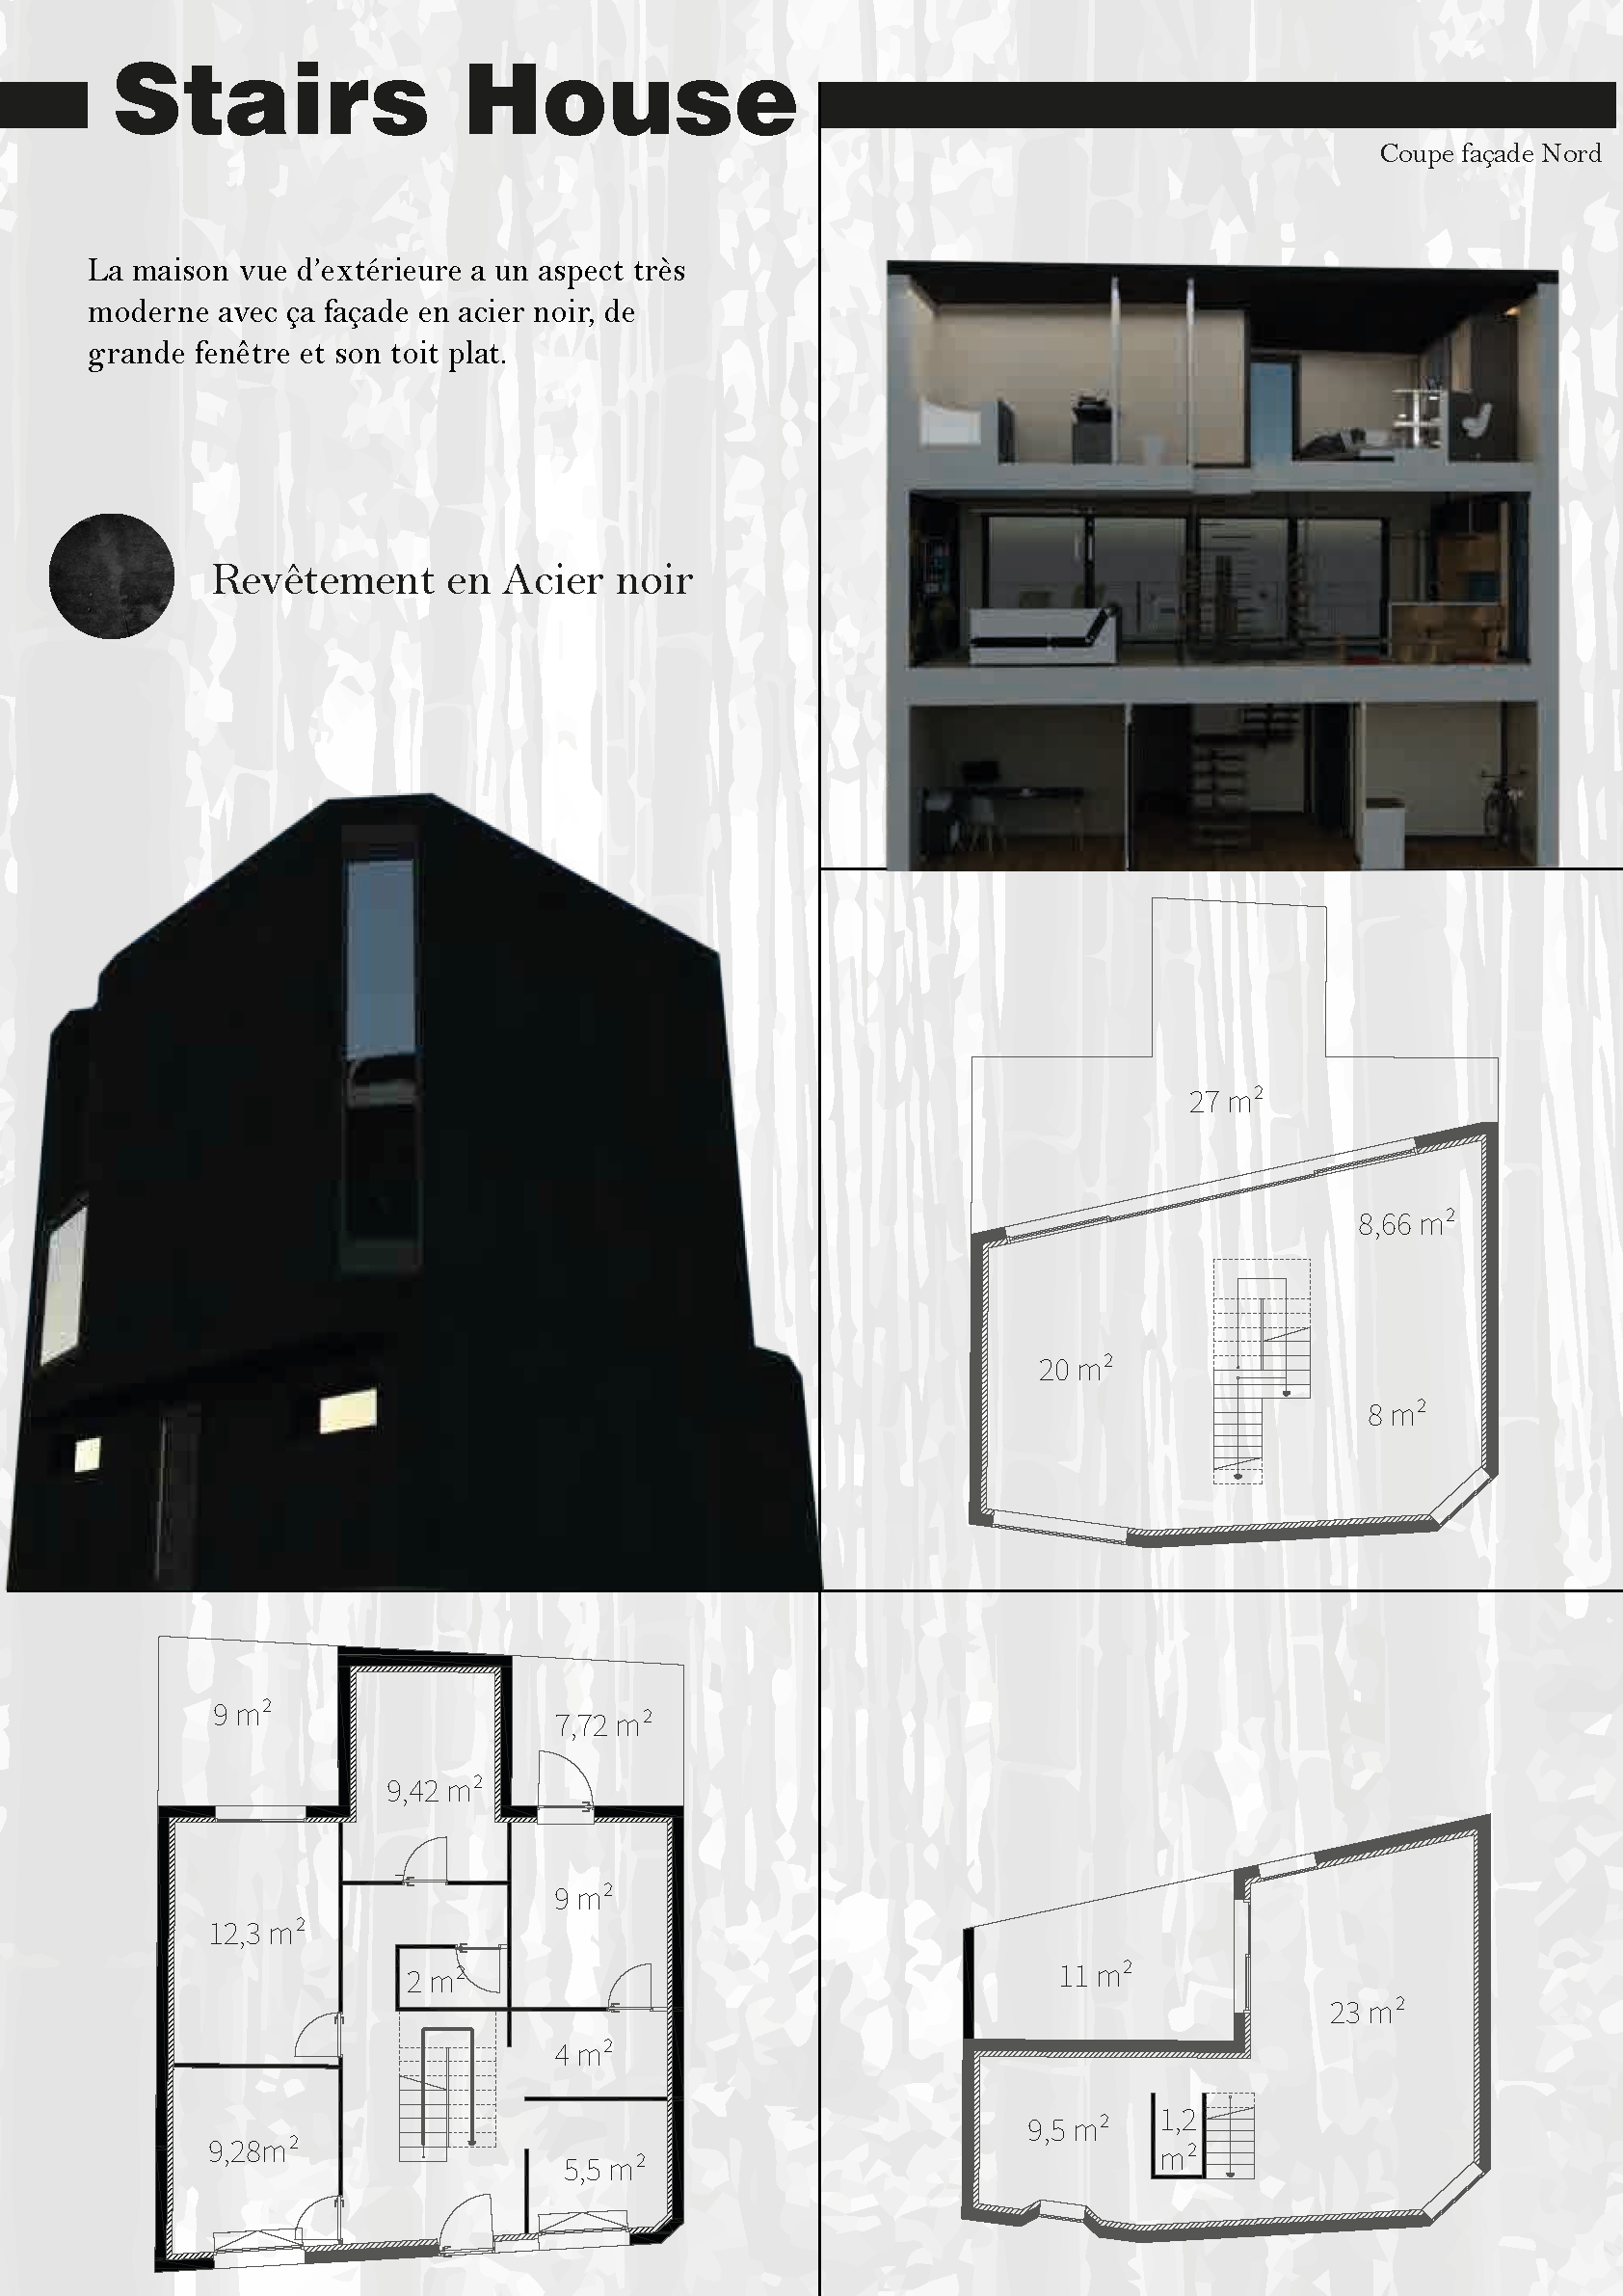 Stairs House
Coupe façade Nord
La maison vue d’extérieure a un aspect très
moderne avec ça façade en acier noir, de
grande fenêtre et son toit plat.
Revêtement en Acier noir
27 m²
8,66 m²
20 m²
8 m²
9 m²
7,72 m²
9,42 m²
9 m²
12,3 m²
2 m²
4 m²
9,28m²
5,5 m²
11 m²
23 m²
9,5 m²
1,2
m²